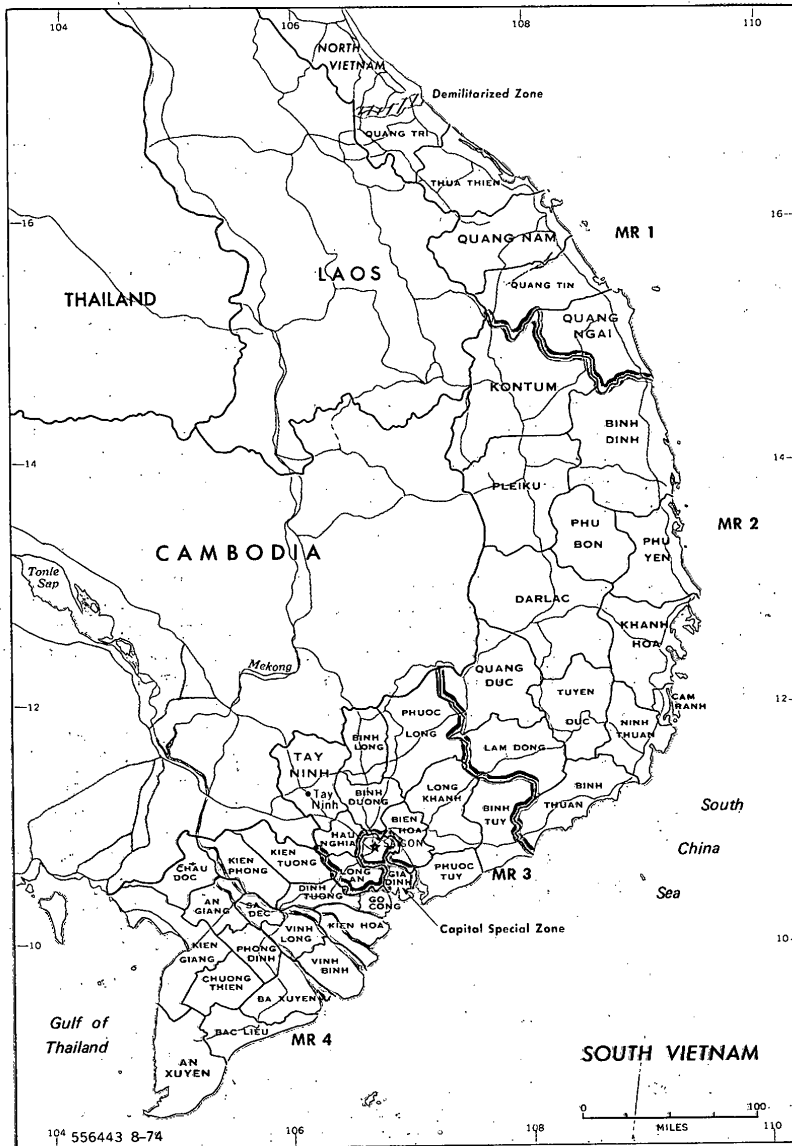 104
106
108
110
NORTH
VIETNAM
Demilitarized Zone
QUANG TRI
THUA THIEN
16
16
QUANG NAM
MR 1
LAOS
THAILAND
QUANG TIN
QUANG
NGAI
KONTUM
BINH
DINH
14
14
PLEIKU
PHU
BON
MR 2
PHU
YEN
CAMBODIA
Tonle
Sap
DARLAC
KHANH
HOA
Mekong
QUANG
DUC
TUYEN
DUC
CAM
RANH
12
12
PHUOC
LONG
NINH
THUAN
BINH
LONG
LAM DONG
TAY
NINH
Tay
Ninh
BINH
DUONG
LONG
KHANH
BINH
TUY
BINH
THUAN
South
China
Sea
BIEN
HOA
HAU
NGHIA
SAIGON
PHUOC
TUY
MR 3
LONG
AN
GIA
DINH
CHAU
DOC
KIEN
PHONG
KIEN
TUONG
DINH
TUONG
GO
CONG
Capital Special Zone
AN
GIANG
SA
DEC
VINH
LONG
KIEN HOA
10
10
KIEN
GIANG
PHONG
DINH
VINH
BINH
CHUONG
THIEN
BA XUYEN
Gulf of
Thailand
BAC LIEU
MR 4
AN
XUYEN
SOUTH VIETNAM
0
100
MILES
104
106
108
110
556443 8-74